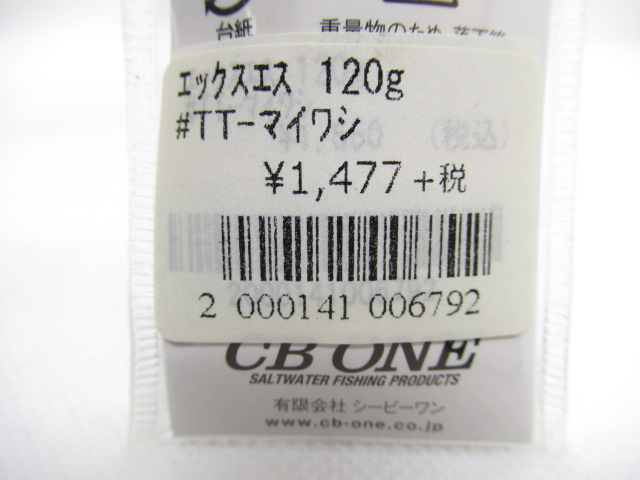 台紙
重量物のため
エックスエス 120g
#TT-マイワシ
(税込)
¥1,477 +税
2 000141 006792
CB ONE
SALTWATER FISHING PRODUCTS
有限会社 シービーワン
www.cb-one.co.jp